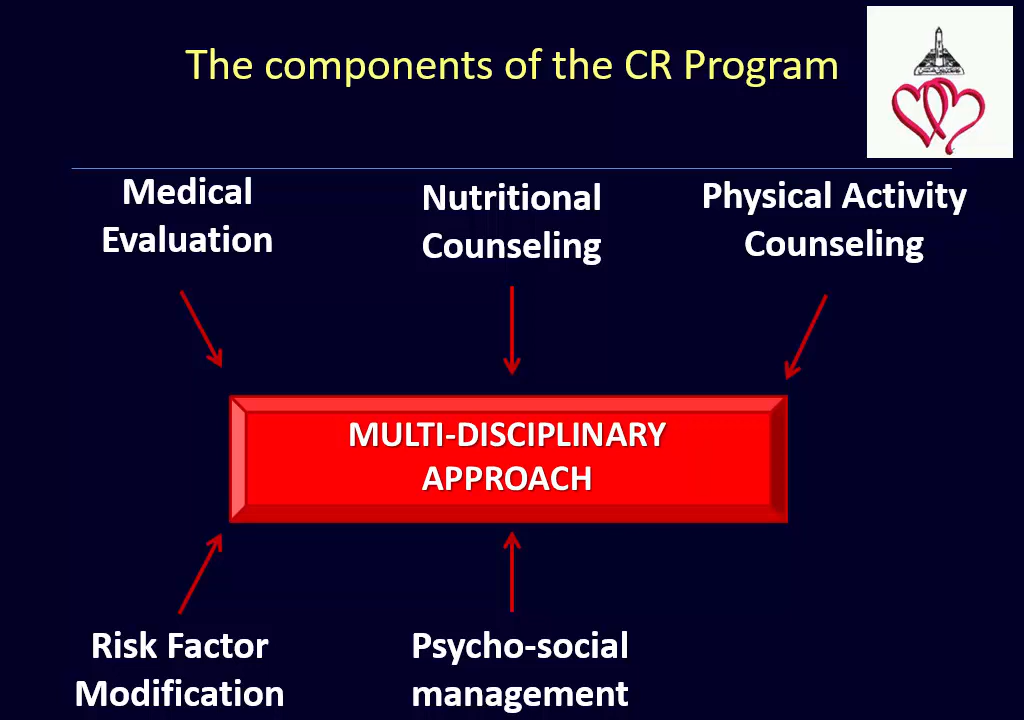 The components of the CR Program
Medical
Evaluation
Nutritional
Counseling
Physical Activity
Counseling
MULTI-DISCIPLINARY
APPROACH
Risk Factor
Modification
Psycho-social
management